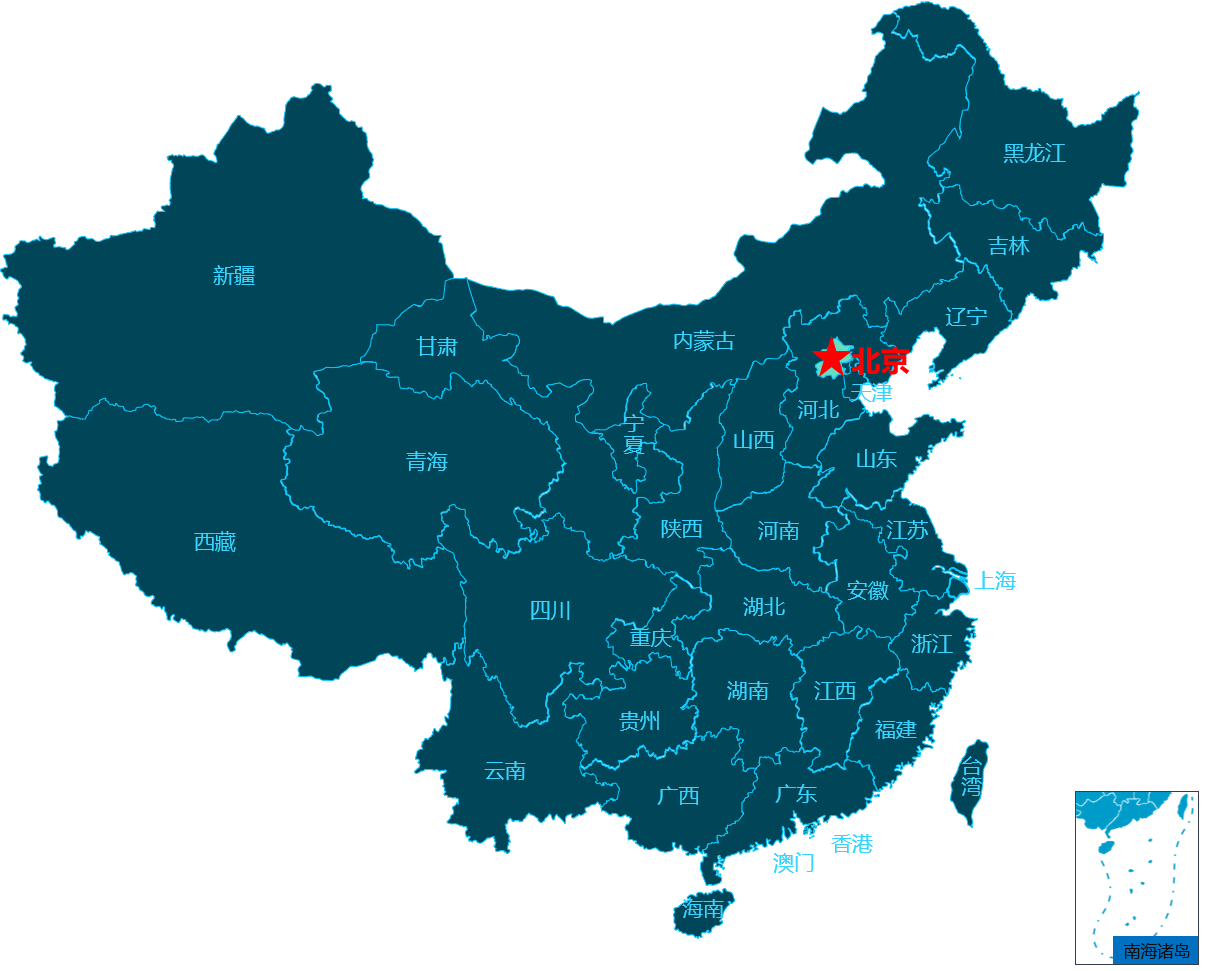 黑龙江
吉林
新疆
辽宁
内蒙古
甘肃
北京
天津
河北
宁
夏
山西
山东
青海
陕西
河南
江苏
西藏
上海
安徽
湖北
四川
重庆
浙江
湖南
江西
贵州
福建
云南
台
湾
广西
广东
香港
澳门
海南
南海诸岛